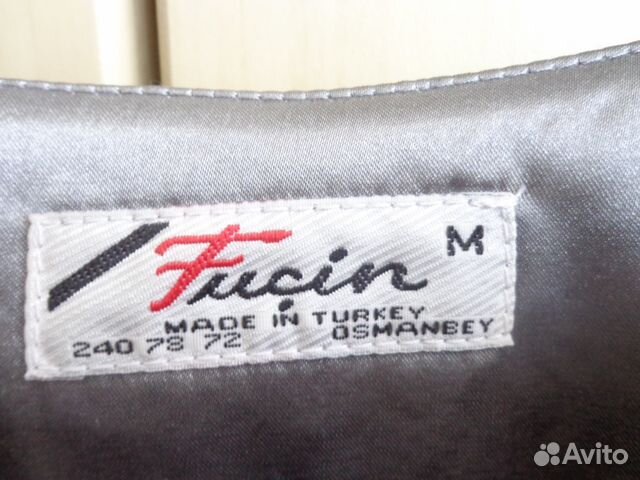 Fuçin M
MADE IN TURKEY
240 78 72 OSMANBEY
Avito